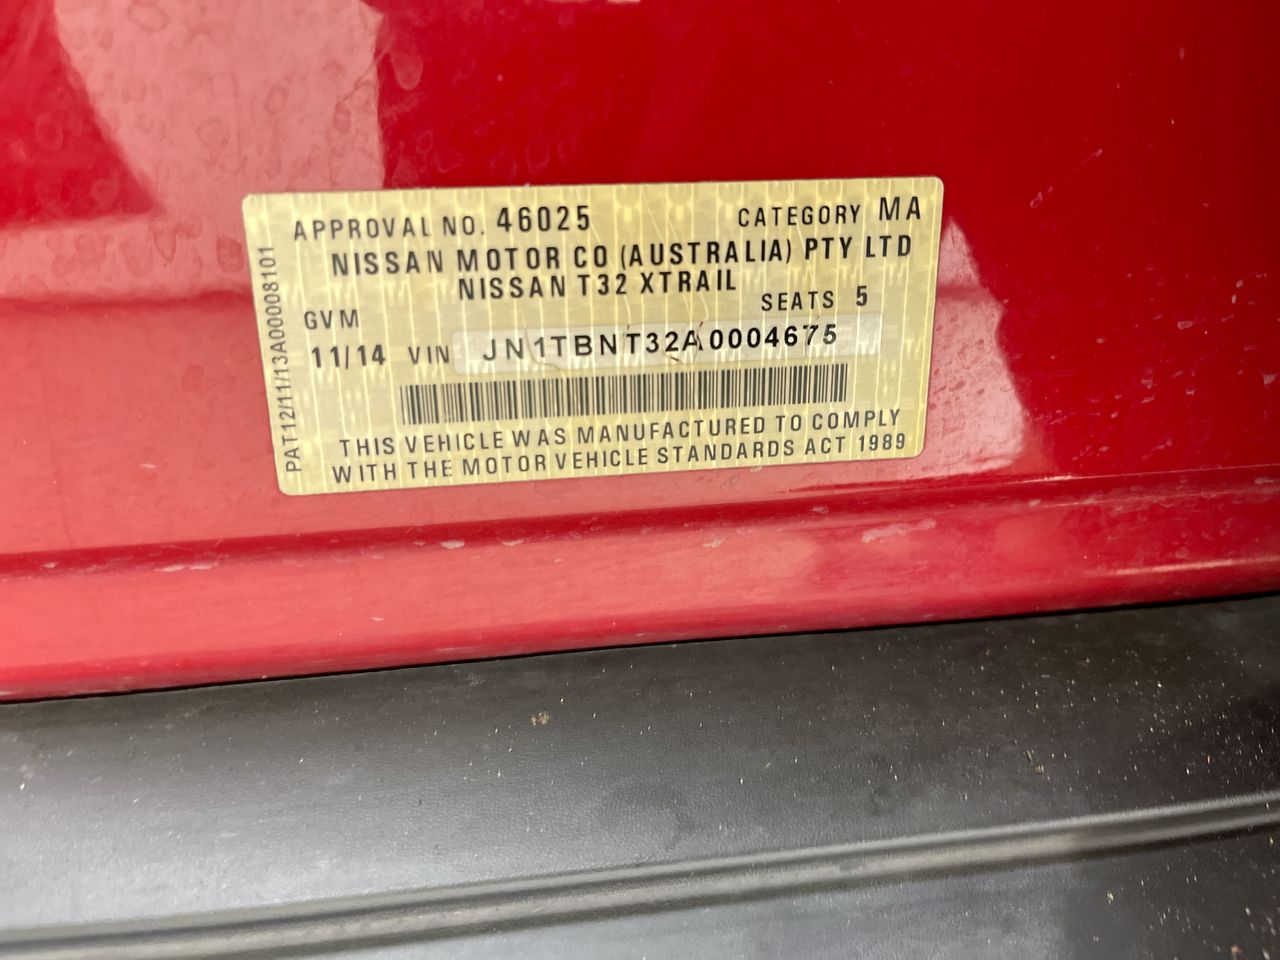 APPROVAL NO. 46025 CATEGORY MA
NISSAN MOTOR CO (AUSTRALIA) PTY LTD
NISSAN T32 XTRAIL
SEATS 5
GVM
11/14 VIN JN1TBNT32A0004675
THIS VEHICLE WAS MANUFACTURED TO COMPLY
WITH THE MOTOR VEHICLE STANDARDS ACT 1989
PAT12/11/13A00008101